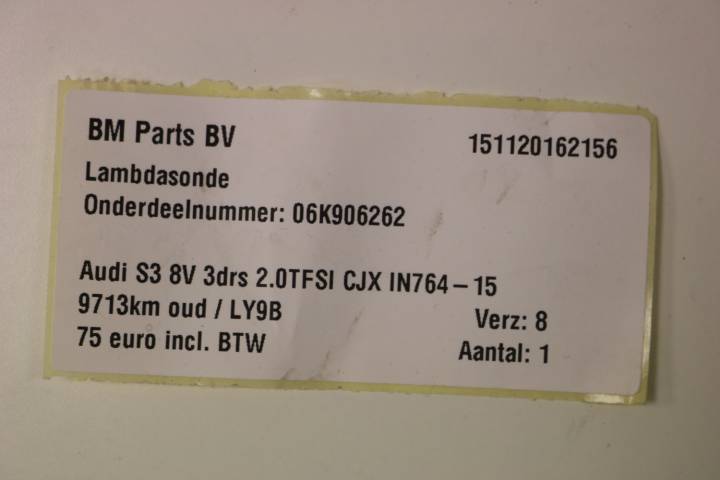 BM Parts BV 151120162156
Lambdasonde
Onderdeelnummer: 06K906262
Audi S3 8V 3drs 2.0TFSI CJX IN764-15
9713km oud / LY9B Verz: 8
75 euro incl. BTW Aantal: 1